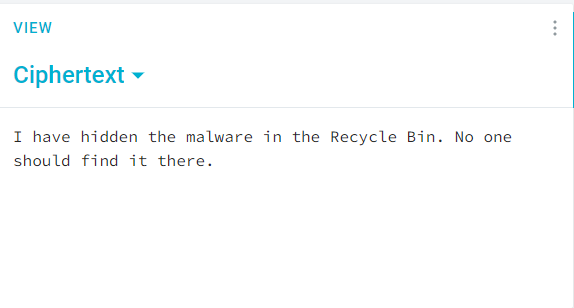 VIEW
Ciphertext
I have hidden the malware in the Recycle Bin. No one
should find it there.